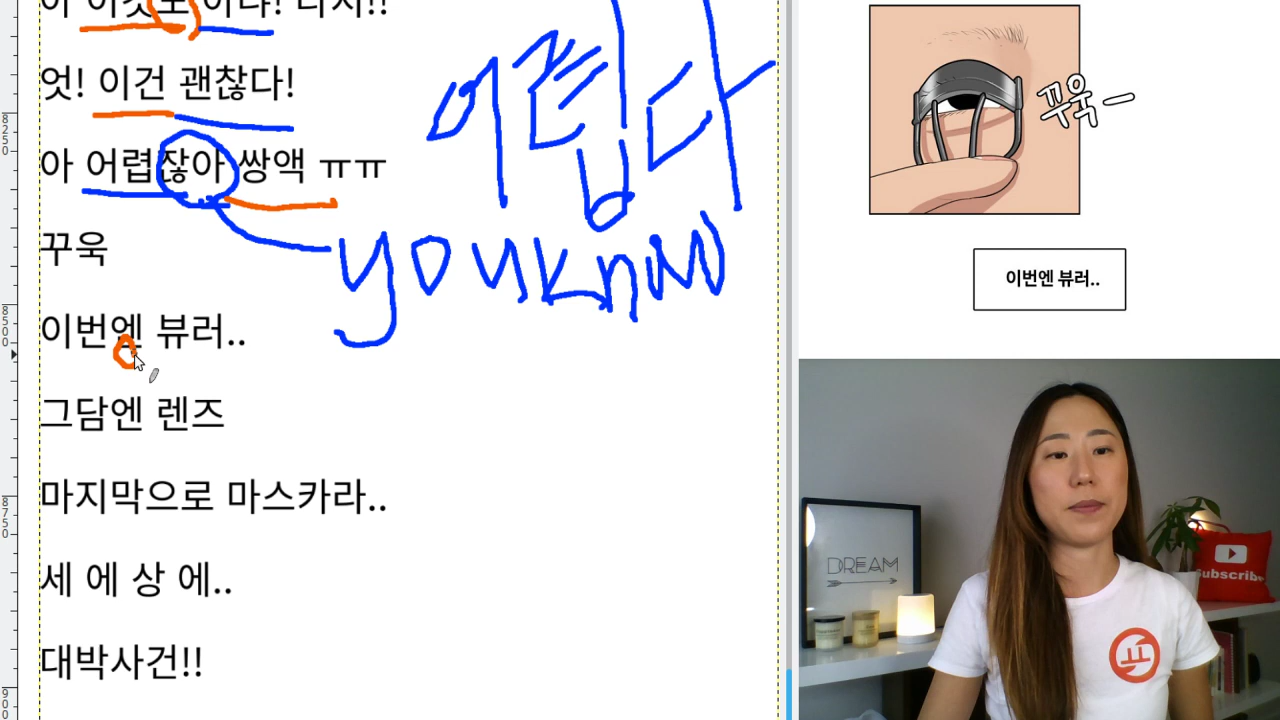 엇! 이건 괜찮다!
아 어렵잖아 쌍액 ㅠㅠ
꾸욱
이번엔 뷰러..
그담엔 렌즈
마지막으로 마스카라..
세 에 상 에..
대박사건!!
어렵다
you know
꾸욱ー
이번엔 뷰러..
DREAM
Subscribe